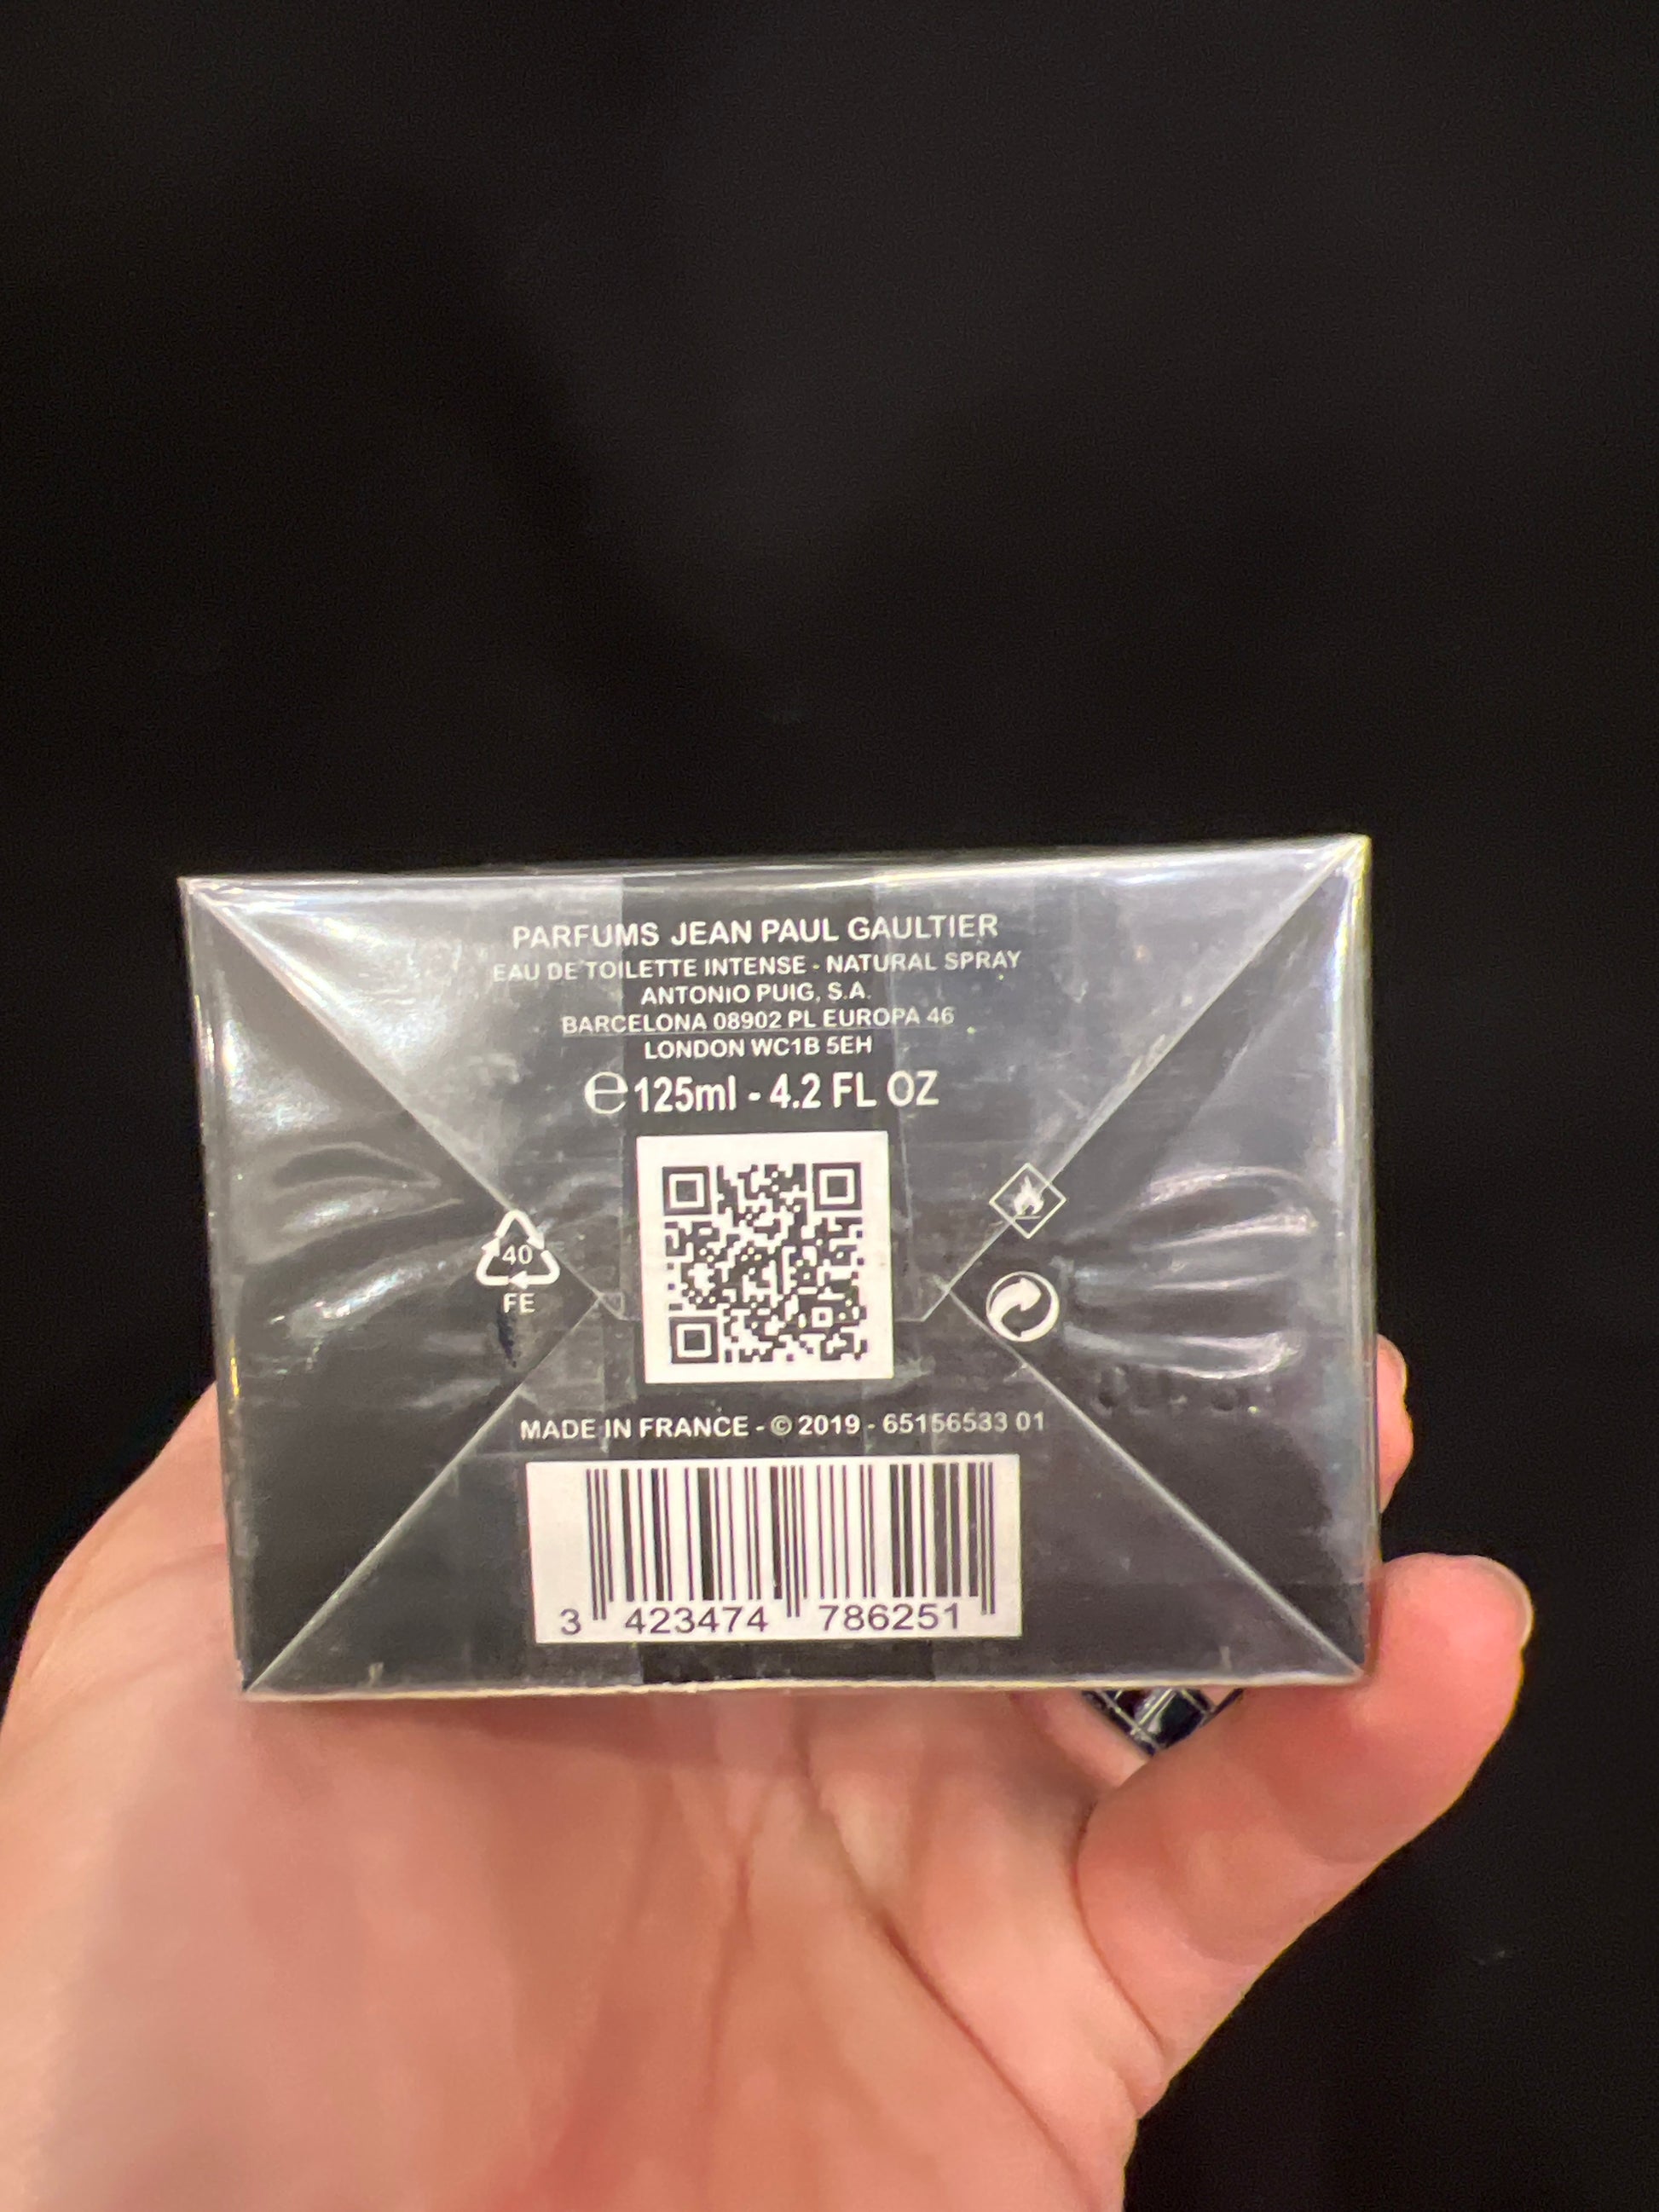 PARFUMS JEAN PAUL GAULTIER
EAU DE TOILETTE INTENSE - NATURAL SPRAY
ANTONIO PUIG, S.A.
BARCELONA 08902 PL EUROPA 46
LONDON WC1B 5EH
℮125ml - 4.2 FL OZ
40
FE
MADE IN FRANCE - © 2019 - 65156533 01
3 423474 786251